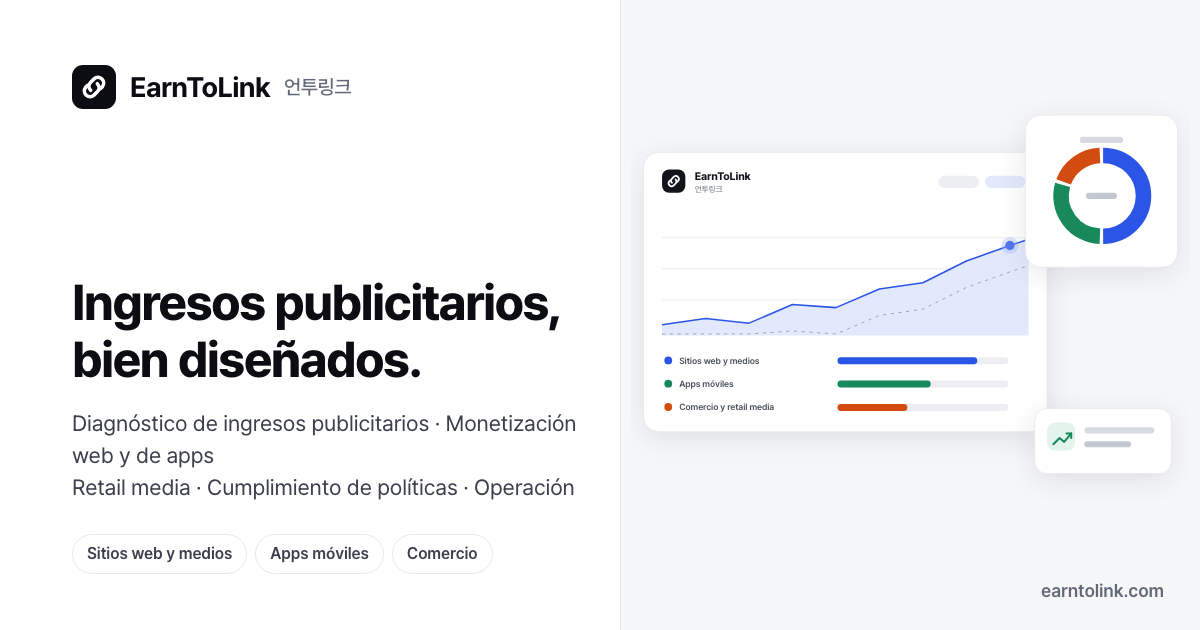 EarnToLink 언투링크
Ingresos publicitarios,
bien diseñados.
Diagnóstico de ingresos publicitarios · Monetización
web y de apps
Retail media · Cumplimiento de políticas · Operación
Sitios web y medios
Apps móviles
Comercio
EarnToLink
언투링크
Sitios web y medios
Apps móviles
Comercio y retail media
earntolink.com